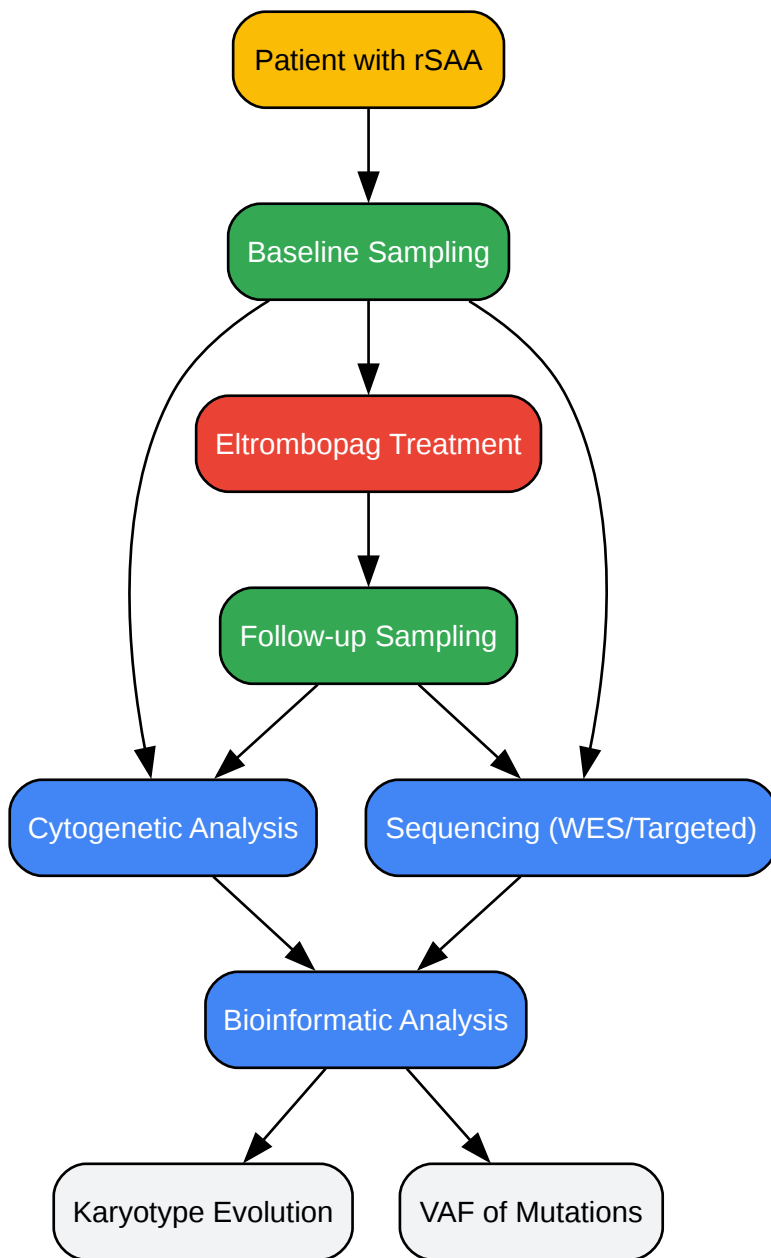 Patient with rSAA
Baseline Sampling
Eltrombopag Treatment
Follow-up Sampling
Cytogenetic Analysis
Sequencing (WES/Targeted)
Bioinformatic Analysis
Karyotype Evolution
VAF of Mutations